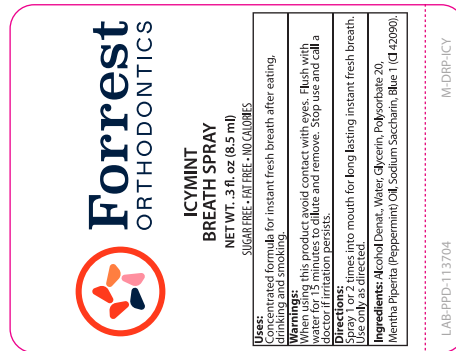 Forrest
ORTHODONTICS
ICYMINT
BREATH SPRAY
NET WT. .3 fl. oz (8.5 ml)
SUGAR FREE • FAT FREE • NO CALORIES
Uses:
Concentrated formula for instant fresh breath after eating,
drinking and smoking.
Warnings:
When using this product avoid contact with eyes. Flush with
water for 15 minutes to dilute and remove. Stop use and call a
doctor if irritation persists.
Directions:
Spray 1 or 2 times into mouth for long lasting instant fresh breath.
Use only as directed.
Ingredients: Alcohol Denat, Water, Glycerin, Polysorbate 20,
Mentha Piperita (Peppermint) Oil, Sodium Saccharin, Blue 1 (CI 42090).
LAB-PPD-113704
M-DRP-ICY